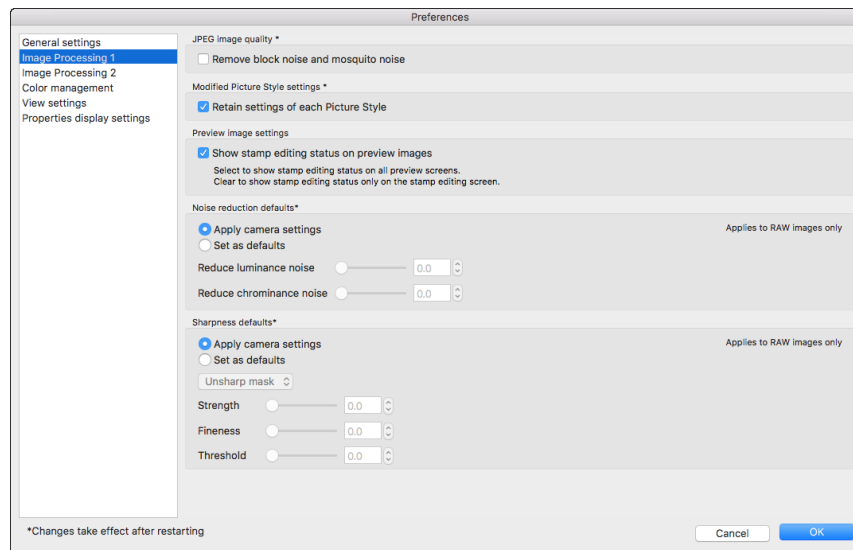 Preferences
General settings
Image Processing 1
Image Processing 2
Color management
View settings
Properties display settings
JPEG image quality *
Remove block noise and mosquito noise
Modified Picture Style settings *
Retain settings of each Picture Style
Preview image settings
Show stamp editing status on preview images
Select to show stamp editing status on all preview screens.
Clear to show stamp editing status only on the stamp editing screen.
Noise reduction defaults*
Apply camera settings
Applies to RAW images only
Set as defaults
Reduce luminance noise 0.0
Reduce chrominance noise 0.0
Sharpness defaults*
Apply camera settings
Applies to RAW images only
Set as defaults
Unsharp mask
Strength 0.0
Fineness 0.0
Threshold 0.0
*Changes take effect after restarting
Cancel
OK